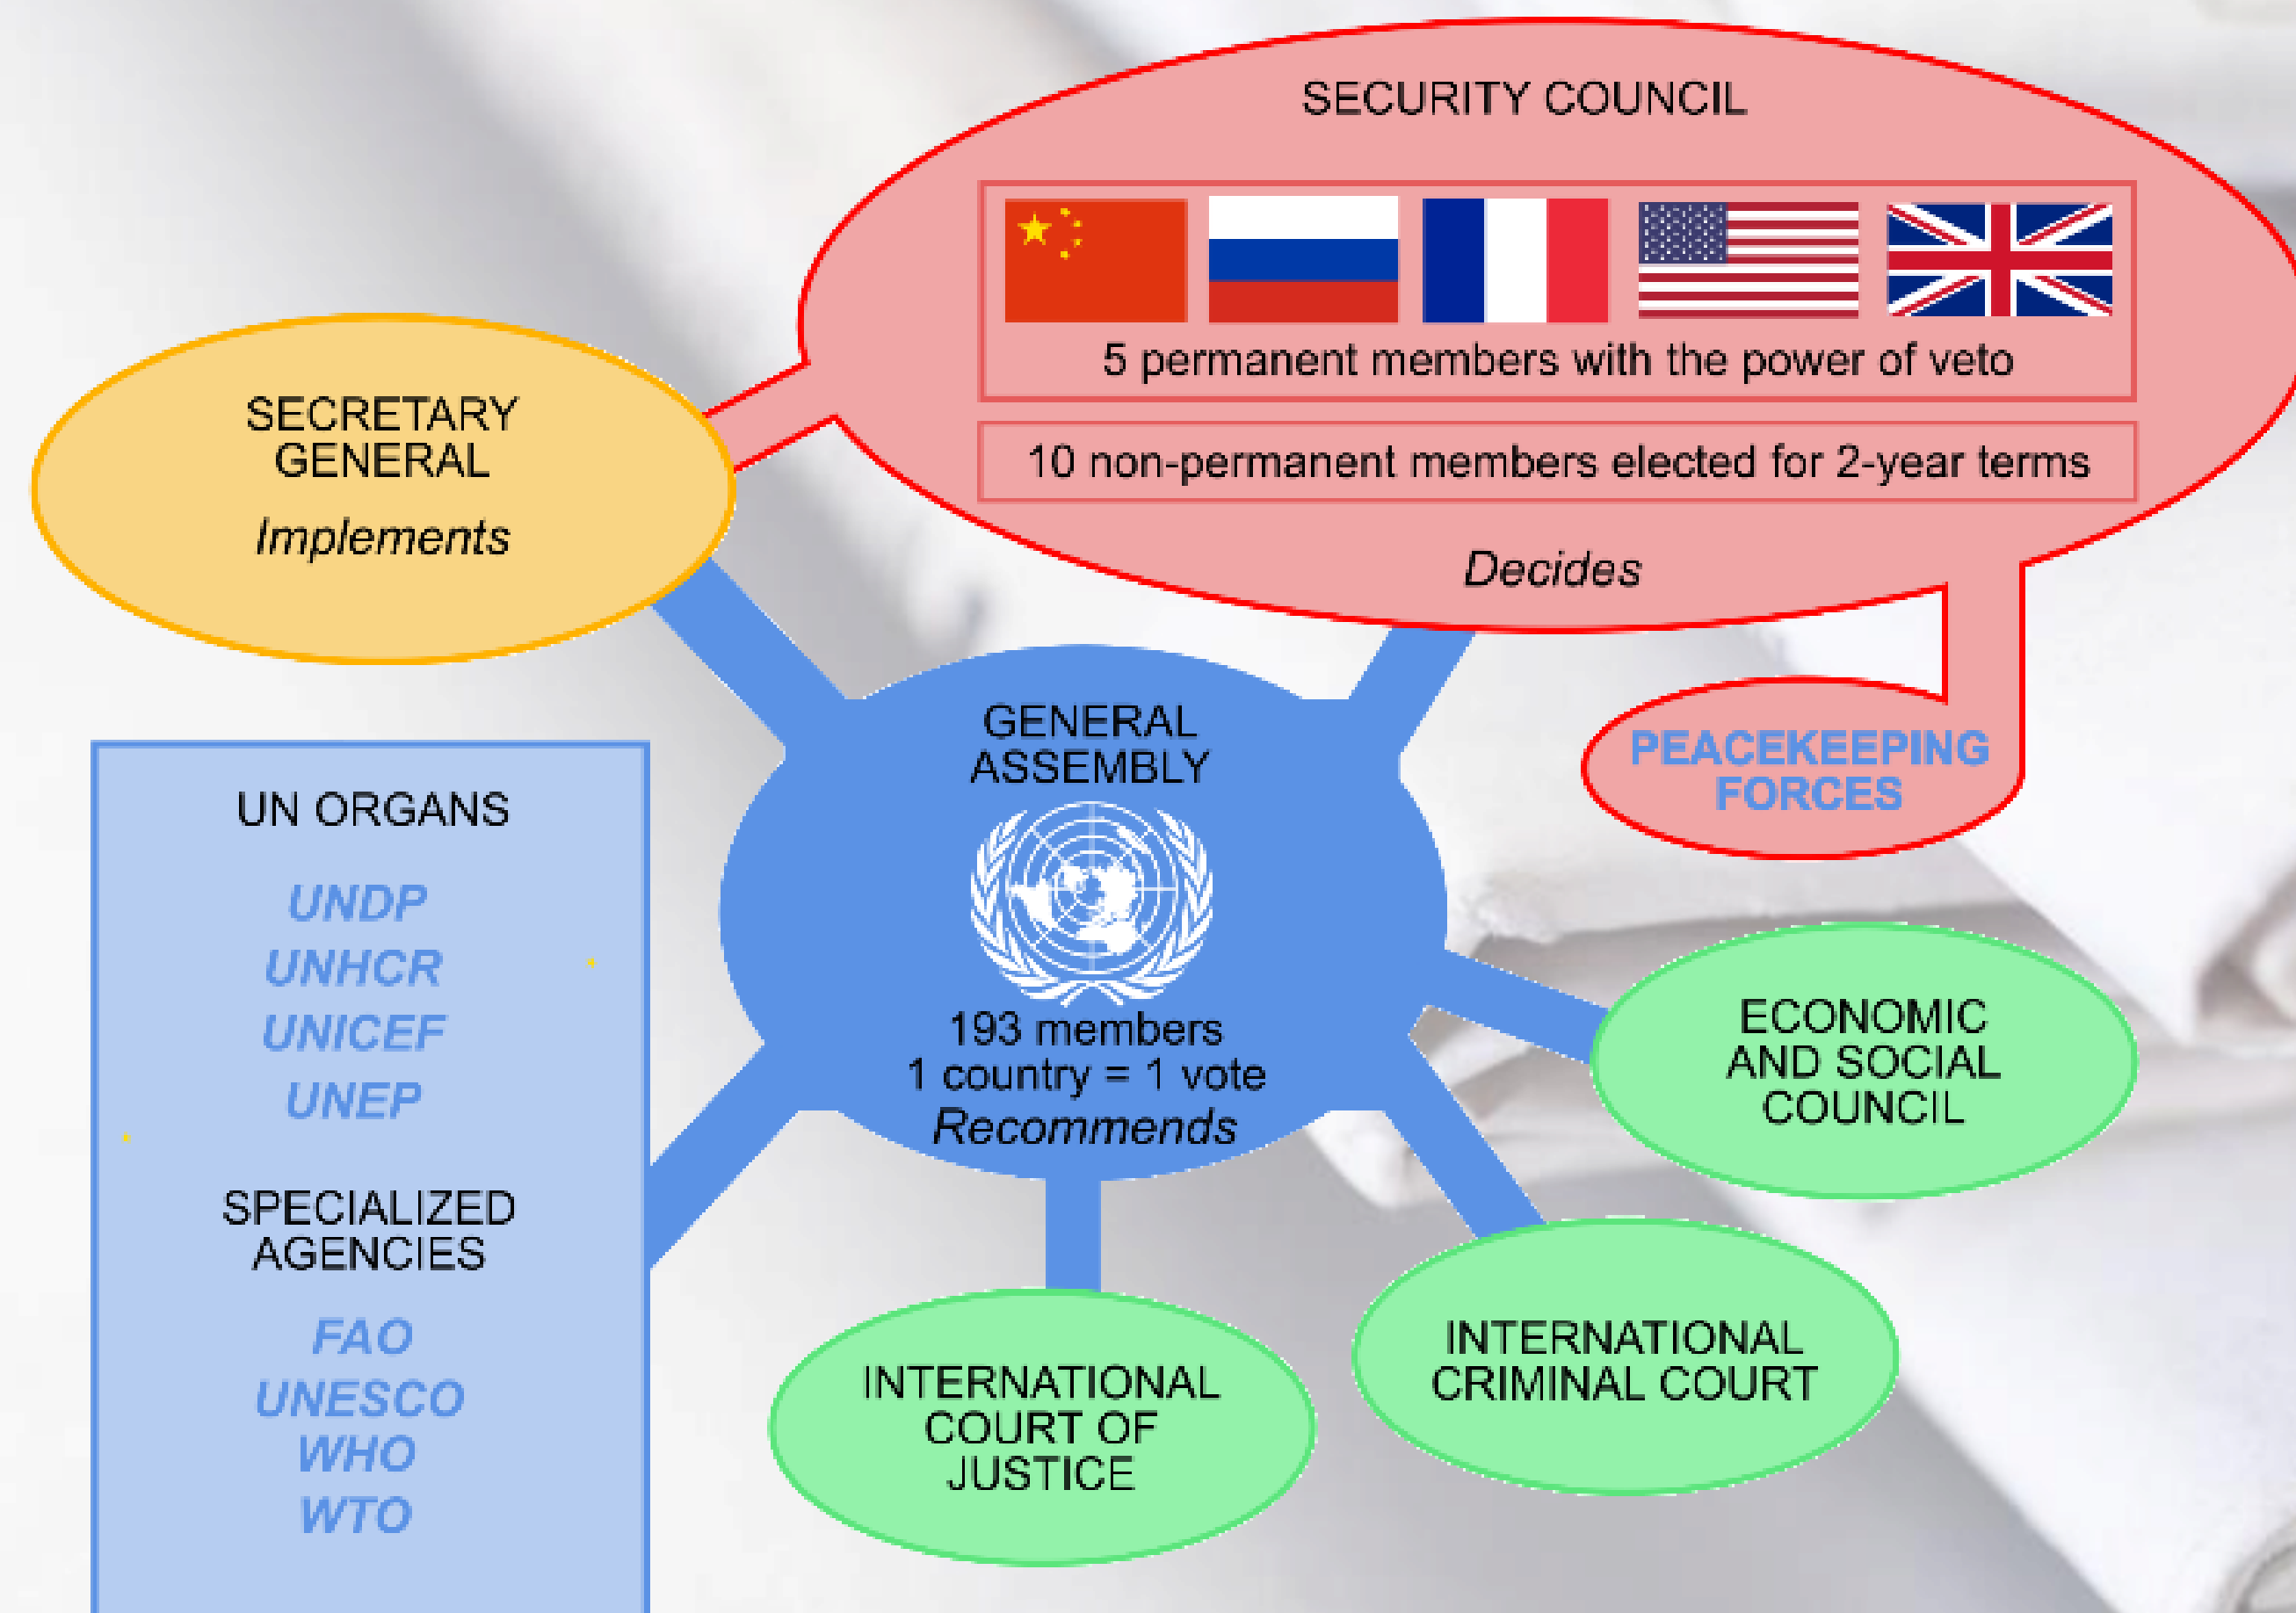 SECURITY COUNCIL
5 permanent members with the power of veto
10 non-permanent members elected for 2-year terms
Decides
SECRETARY
GENERAL
Implements
GENERAL
ASSEMBLY
193 members
1 country = 1 vote
Recommends
PEACEKEEPING
FORCES
UN ORGANS
UNDP
UNHCR
UNICEF
UNEP
SPECIALIZED
AGENCIES
FAO
UNESCO
WHO
WTO
ECONOMIC
AND SOCIAL
COUNCIL
INTERNATIONAL
CRIMINAL COURT
INTERNATIONAL
COURT OF
JUSTICE